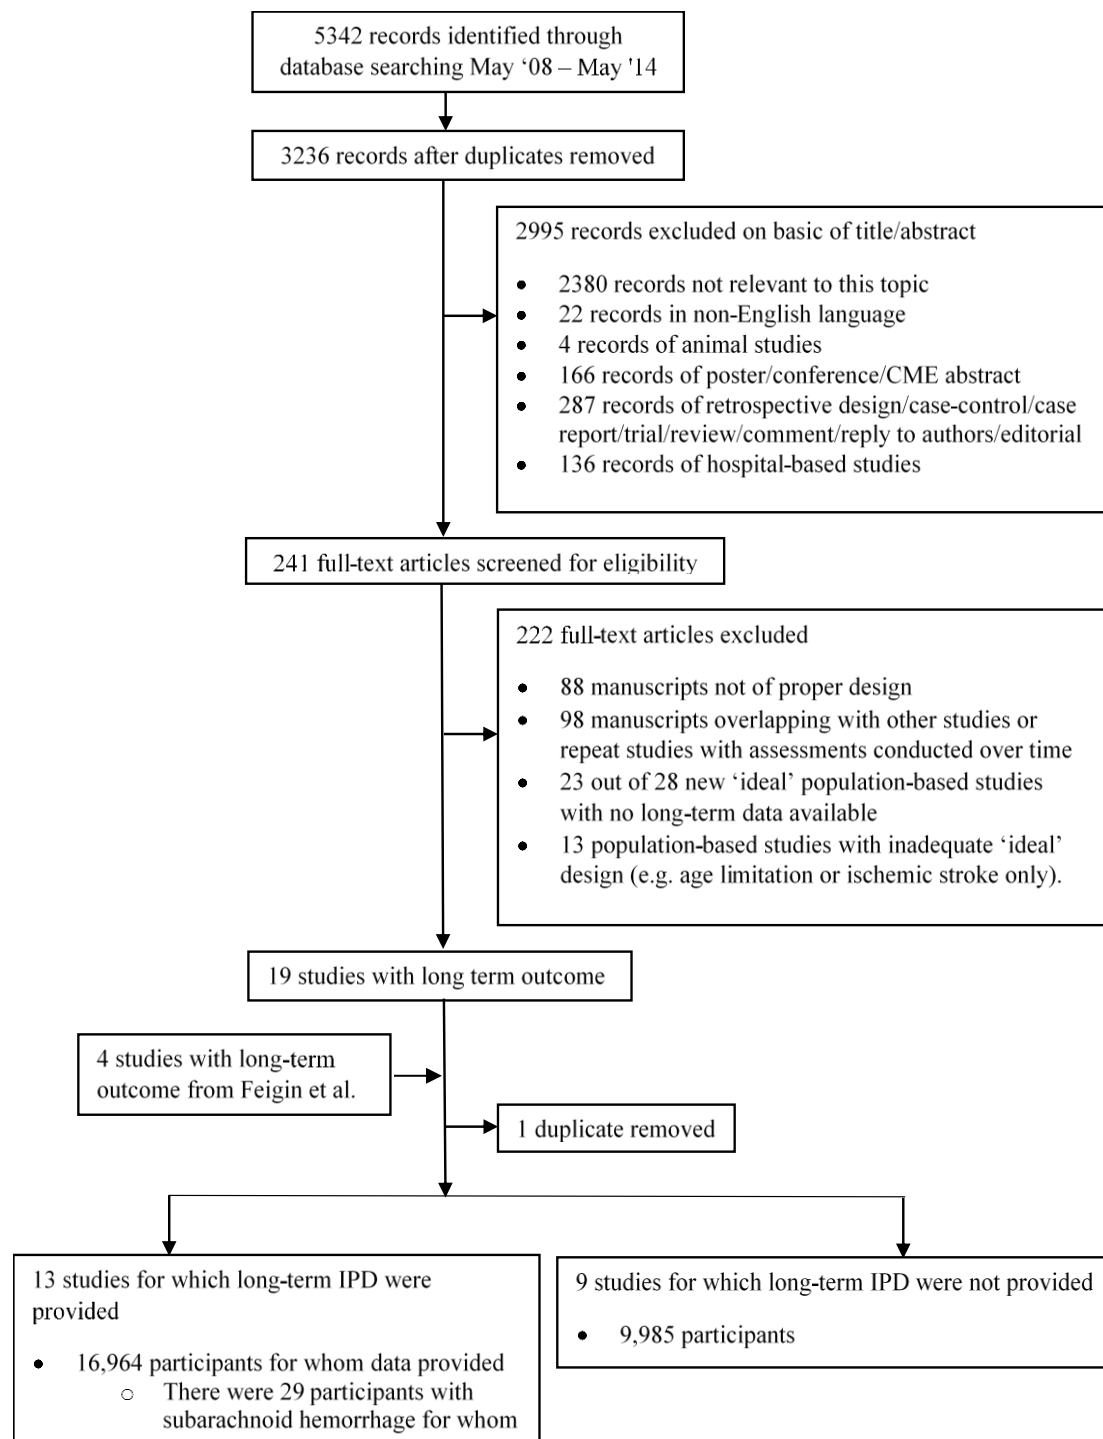 5342 records identified through
database searching May ‘08 – May '14
3236 records after duplicates removed
2995 records excluded on basic of title/abstract
• 2380 records not relevant to this topic
• 22 records in non-English language
• 4 records of animal studies
• 166 records of poster/conference/CME abstract
• 287 records of retrospective design/case-control/case
report/trial/review/comment/reply to authors/editorial
• 136 records of hospital-based studies
241 full-text articles screened for eligibility
222 full-text articles excluded
• 88 manuscripts not of proper design
• 98 manuscripts overlapping with other studies or
repeat studies with assessments conducted over time
• 23 out of 28 new ‘ideal’ population-based studies
with no long-term data available
• 13 population-based studies with inadequate ‘ideal’
design (e.g. age limitation or ischemic stroke only).
19 studies with long term outcome
4 studies with long-term
outcome from Feigin et al.
1 duplicate removed
13 studies for which long-term IPD were
provided
• 16,964 participants for whom data provided
○ There were 29 participants with
subarachnoid hemorrhage for whom
9 studies for which long-term IPD were not provided
• 9,985 participants